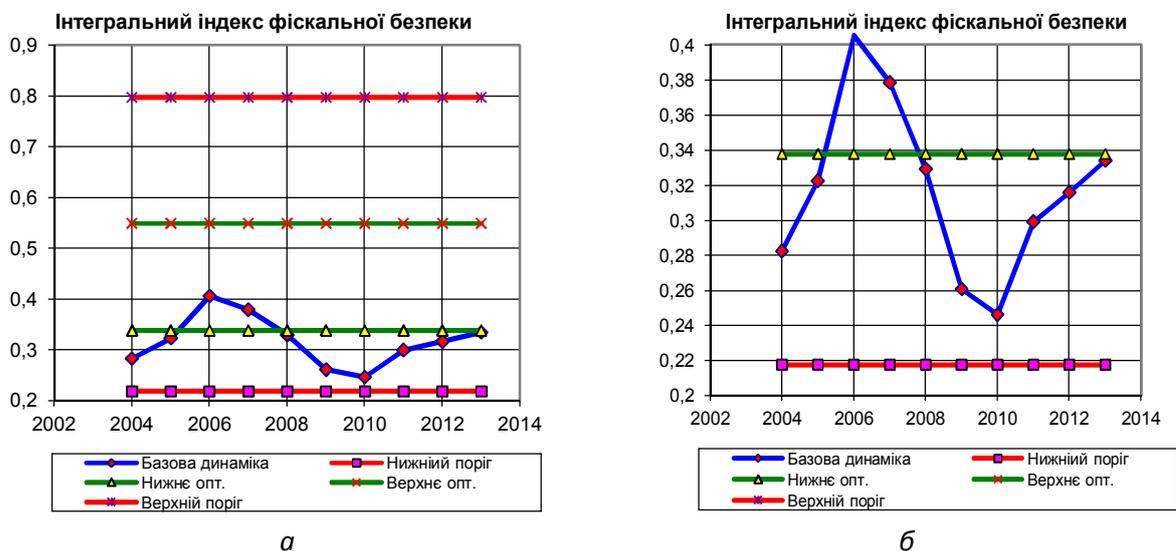 Інтегральний індекс фіскальної безпеки
0,9
0,8
0,7
0,6
0,5
0,4
0,3
0,2
2002 2004 2006 2008 2010 2012 2014
Базова динаміка Нижніий поріг
Нижнє опт. Верхнє опт.
Верхній поріг
а
Інтегральний індекс фіскальної безпеки
0,4
0,38
0,36
0,34
0,32
0,3
0,28
0,26
0,24
0,22
0,2
2002 2004 2006 2008 2010 2012 2014
Базова динаміка Нижніий поріг
Нижнє опт. Верхнє опт.
Верхній поріг
б